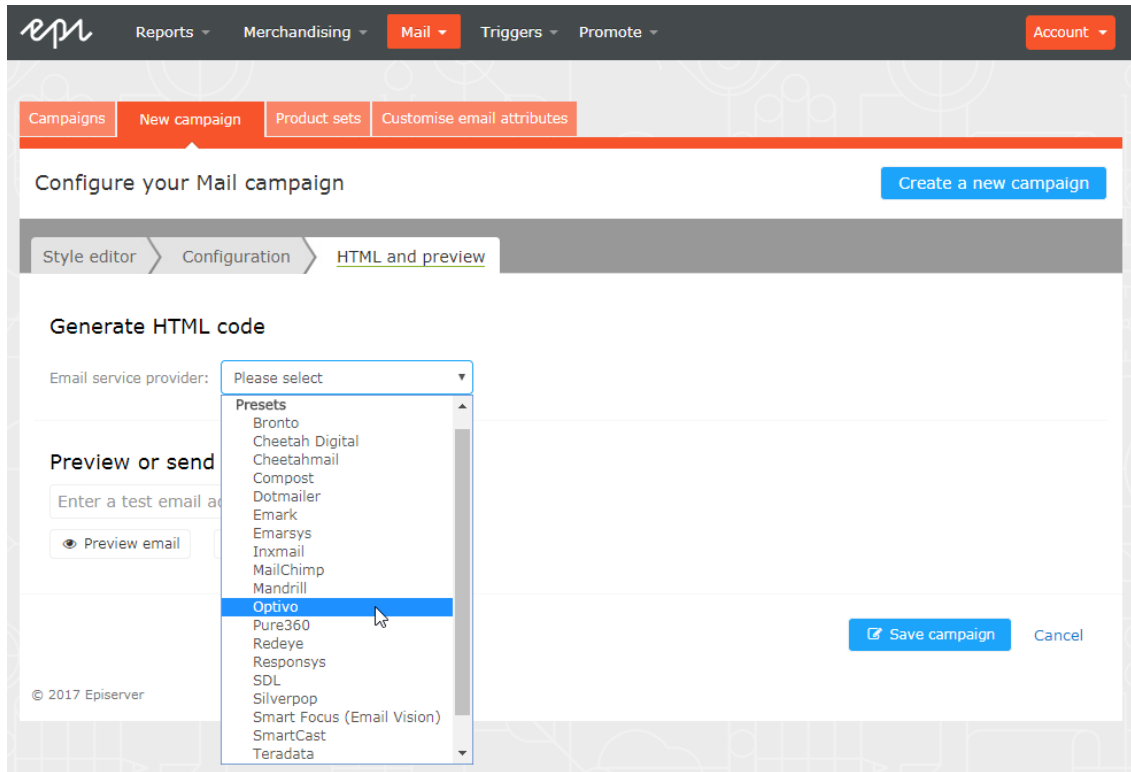 epi Reports Merchandising Mail Triggers Promote Account
Campaigns New campaign Product sets Customise email attributes
Configure your Mail campaign Create a new campaign
Style editor Configuration HTML and preview
Generate HTML code
Email service provider: Please select
Presets
Bronto
Cheetah Digital
Cheetahmail
Compost
Dotmailer
Emark
Emarsys
Inxmail
MailChimp
Mandrill
Optivo
Pure360
Redeye
Responsys
SDL
Silverpop
Smart Focus (Email Vision)
SmartCast
Teradata
Preview or send
Enter a test email
Preview email
Save campaign Cancel
© 2017 Episerver